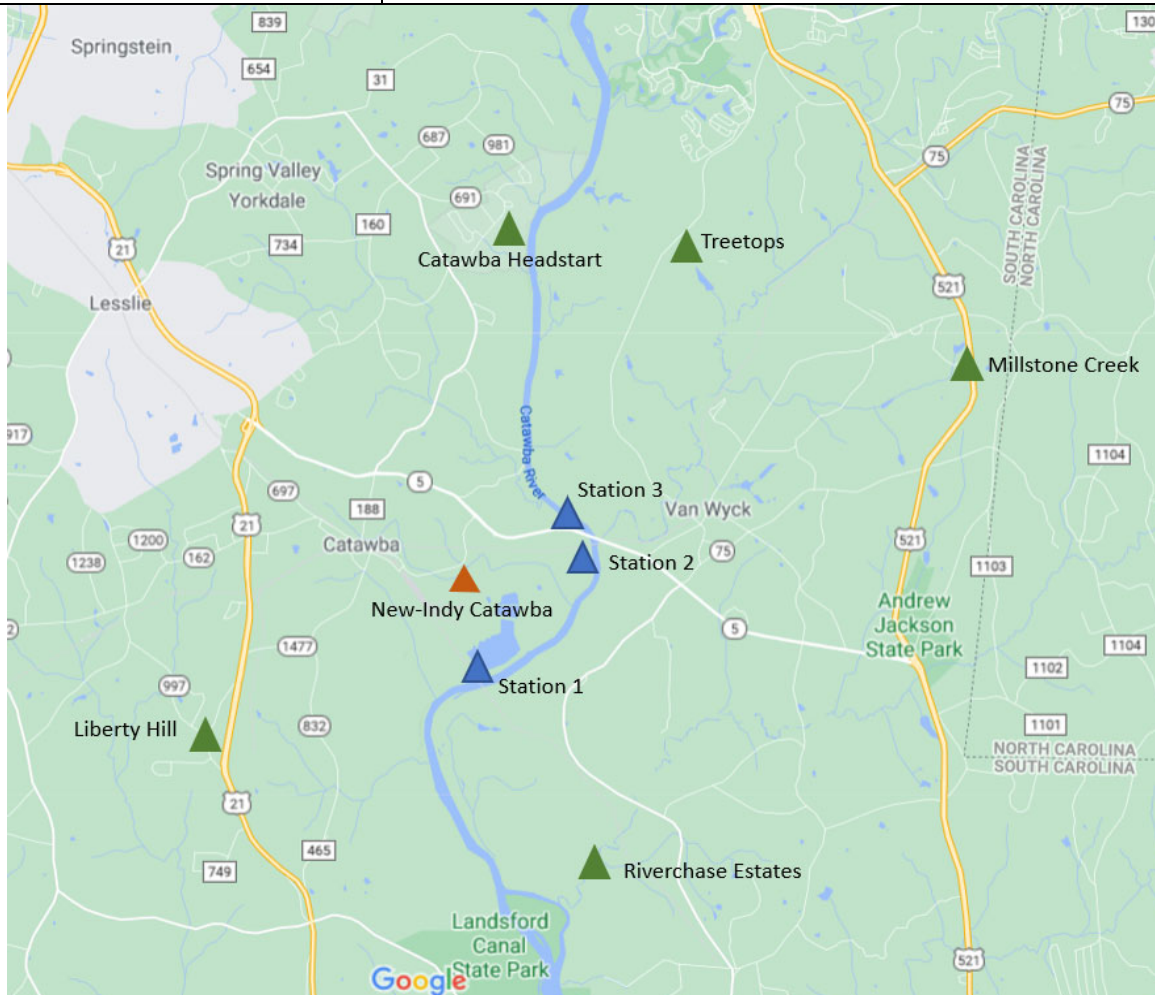 839
Springstein
130
654
31
75
687
981
75
Spring Valley
Yorkdale
691
160
SOUTH CAROLINA
NORTH CAROLINA
21
734
Catawba Headstart
Treetops
521
Lesslie
Millstone Creek
917
Catawba River
1104
5
697
Station 3
188
Van Wyck
21
1200
162
Catawba
521
75
1238
Station 2
1103
New-Indy Catawba
Andrew
Jackson
State Park
2
5
1477
1104
1102
Station 1
997
Liberty Hill
832
1101
NORTH CAROLINA
SOUTH CAROLINA
21
465
749
Riverchase Estates
Landsford
Canal
State Park
521
Google